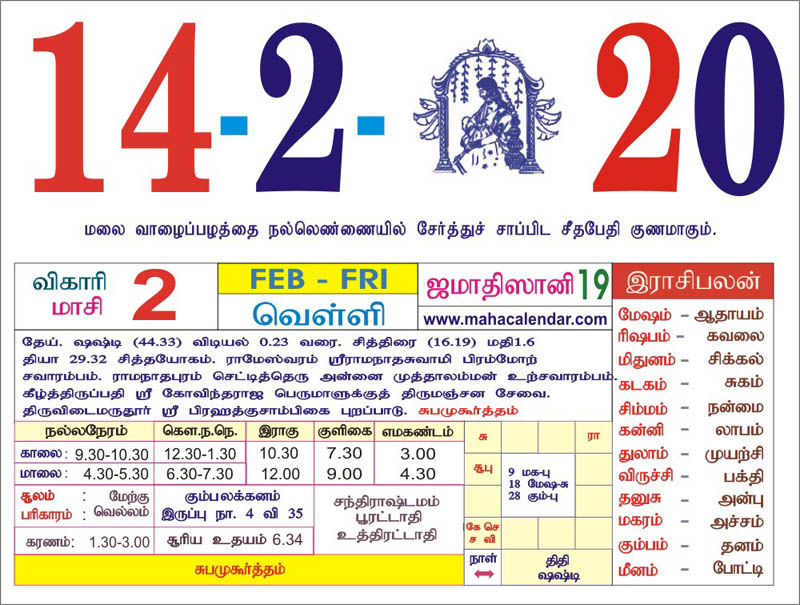 14-2- 20
மலை வாழைப்பழத்தை நல்லெண்ணையில் சேர்த்துச் சாப்பிட சீதபேதி குணமாகும்.
விகாரி
மாசி 2
FEB - FRI
வெள்ளி
ஜமாதிஸானி 19
www.mahacalendar.com
தேய். ஷஷ்டி (44.33) விடியல் 0.23 வரை. சித்திரை (16.19) மதி1.6
தியா 29.32 சித்தயோகம். ராமேஸ்வரம் ஸ்ரீராமநாதசுவாமி பிரம்மோற்
சவாரம்பம். ராமநாதபுரம் செட்டித்தெரு அன்னை முத்தாலம்மன் உற்சவாரம்பம்.
கீழ்த்திருப்பதி ஸ்ரீ கோவிந்தராஜ பெருமாளுக்குத் திருமஞ்சன சேவை.
திருவிடைமருதூர் ஸ்ரீ பிரஹத்குசாம்பிகை புறப்பாடு. சுபமுகூர்த்தம்
நல்லநேரம் கௌ.ந.நெ. இராகு குளிகை எமகண்டம்
காலை: 9.30-10.30 12.30-1.30 10.30 7.30 3.00
மாலை: 4.30-5.30 6.30-7.30 12.00 9.00 4.30
சூலம் : மேற்கு
பரிகாரம் : வெல்லம்
கும்பலக்கனம்
இருப்பு நா. 4 வி 35
சந்திராஷ்டமம்
பூரட்டாதி
உத்திரட்டாதி
கரணம்: 1.30-3.00 சூரிய உதயம் 6.34
சுபமுகூர்த்தம்
சு ரா
சுபு
9 மக-பு
18 மேஷ-சு
28 கும்-பு
கே செ
ச வி
நாள்
திதி
ஷஷ்டி
இராசிபலன்
மேஷம் – ஆதாயம்
ரிஷபம் – கவலை
மிதுனம் – சிக்கல்
கடகம் – சுகம்
சிம்மம் – நன்மை
கன்னி – லாபம்
துலாம் – முயற்சி
விருச்சி – பக்தி
தனுசு – அன்பு
மகரம் – அச்சம்
கும்பம் – தனம்
மீனம் – போட்டி